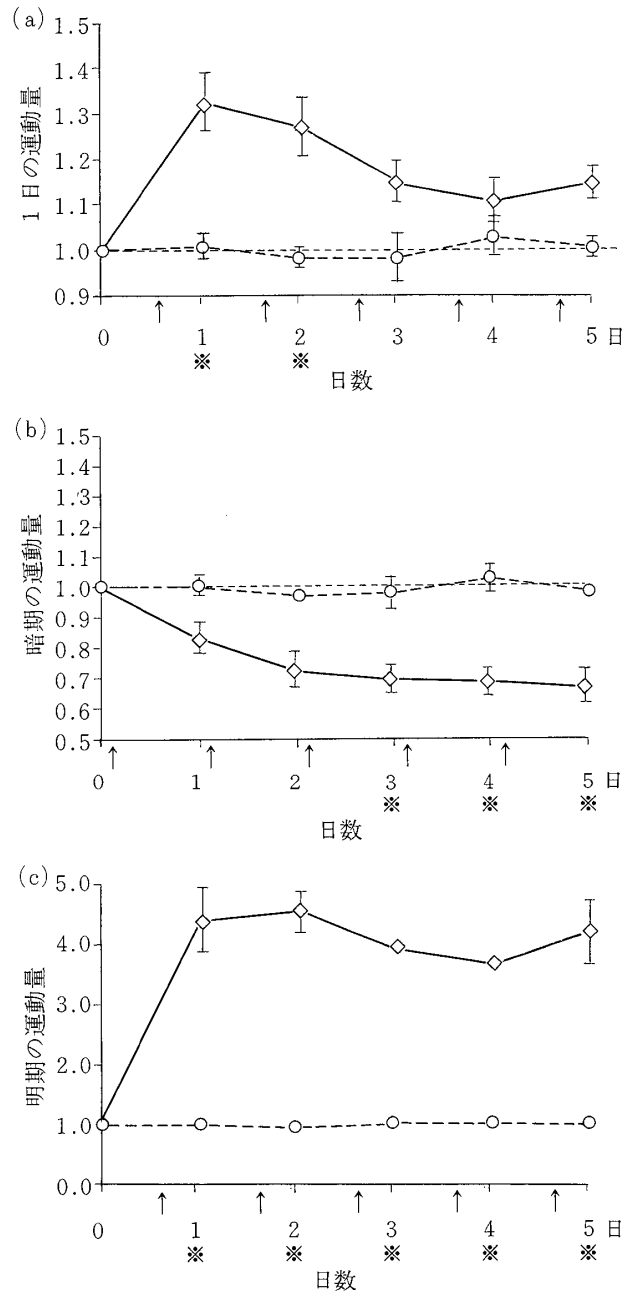 (a)
1日の運動量
1.5
1.4
1.3
1.2
1.1
1.0
0.9
↑ ↑ ↑ ↑ ↑
0 1 2 3 4 5 日
※ ※
日数
(b)
暗期の運動量
1.5
1.4
1.3
1.2
1.1
1.0
0.9
0.8
0.7
0.6
0.5
↑ ↑ ↑ ↑ ↑
0 1 2 3 4 5 日
※ ※ ※
日数
(c)
明期の運動量
5.0
4.0
3.0
2.0
1.0
0.0
↑ ↑ ↑ ↑ ↑
0 1 2 3 4 5 日
※ ※ ※ ※ ※
日数